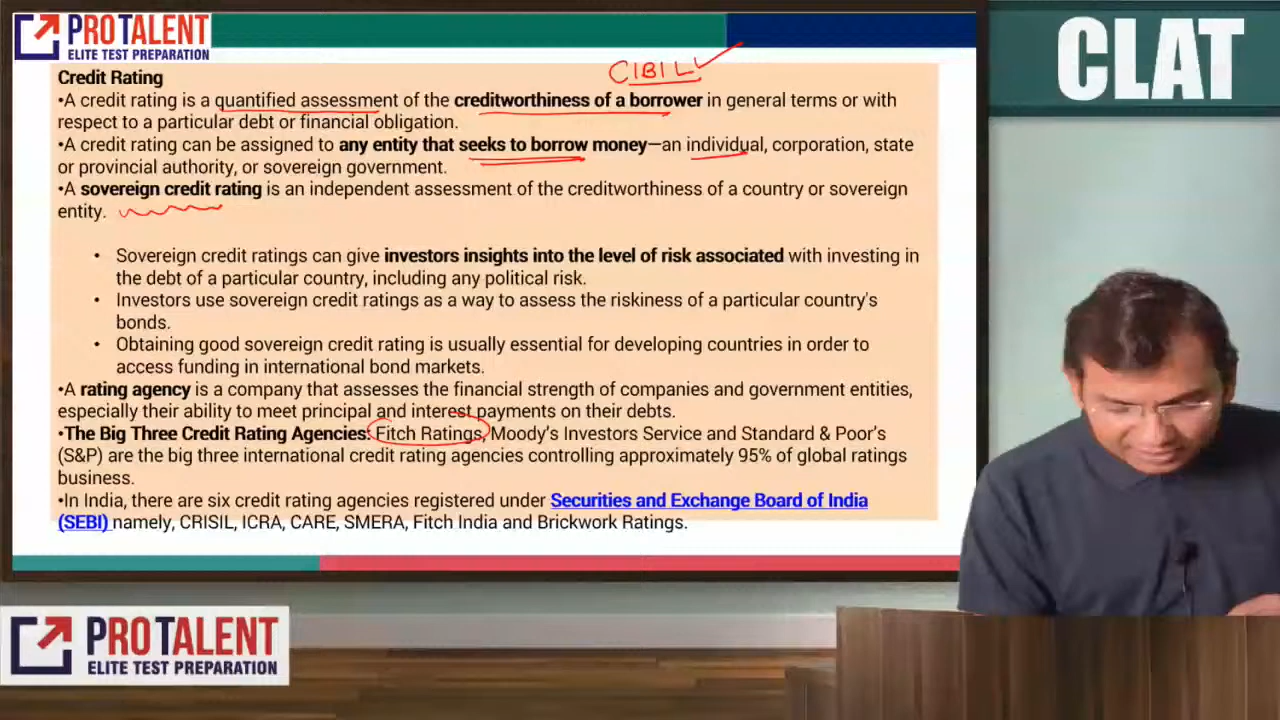 PROTALENT
ELITE TEST PREPARATION
CLAT
CIBIL
Credit Rating
•A credit rating is a quantified assessment of the creditworthiness of a borrower in general terms or with
respect to a particular debt or financial obligation.
•A credit rating can be assigned to any entity that seeks to borrow money—an individual, corporation, state
or provincial authority, or sovereign government.
•A sovereign credit rating is an independent assessment of the creditworthiness of a country or sovereign
entity.
• Sovereign credit ratings can give investors insights into the level of risk associated with investing in
the debt of a particular country, including any political risk.
• Investors use sovereign credit ratings as a way to assess the riskiness of a particular country's
bonds.
• Obtaining good sovereign credit rating is usually essential for developing countries in order to
access funding in international bond markets.
•A rating agency is a company that assesses the financial strength of companies and government entities,
especially their ability to meet principal and interest payments on their debts.
•The Big Three Credit Rating Agencies: Fitch Ratings, Moody's Investors Service and Standard & Poor's
(S&P) are the big three international credit rating agencies controlling approximately 95% of global ratings
business.
•In India, there are six credit rating agencies registered under Securities and Exchange Board of India
(SEBI) namely, CRISIL, ICRA, CARE, SMERA, Fitch India and Brickwork Ratings.
PROTALENT
ELITE TEST PREPARATION